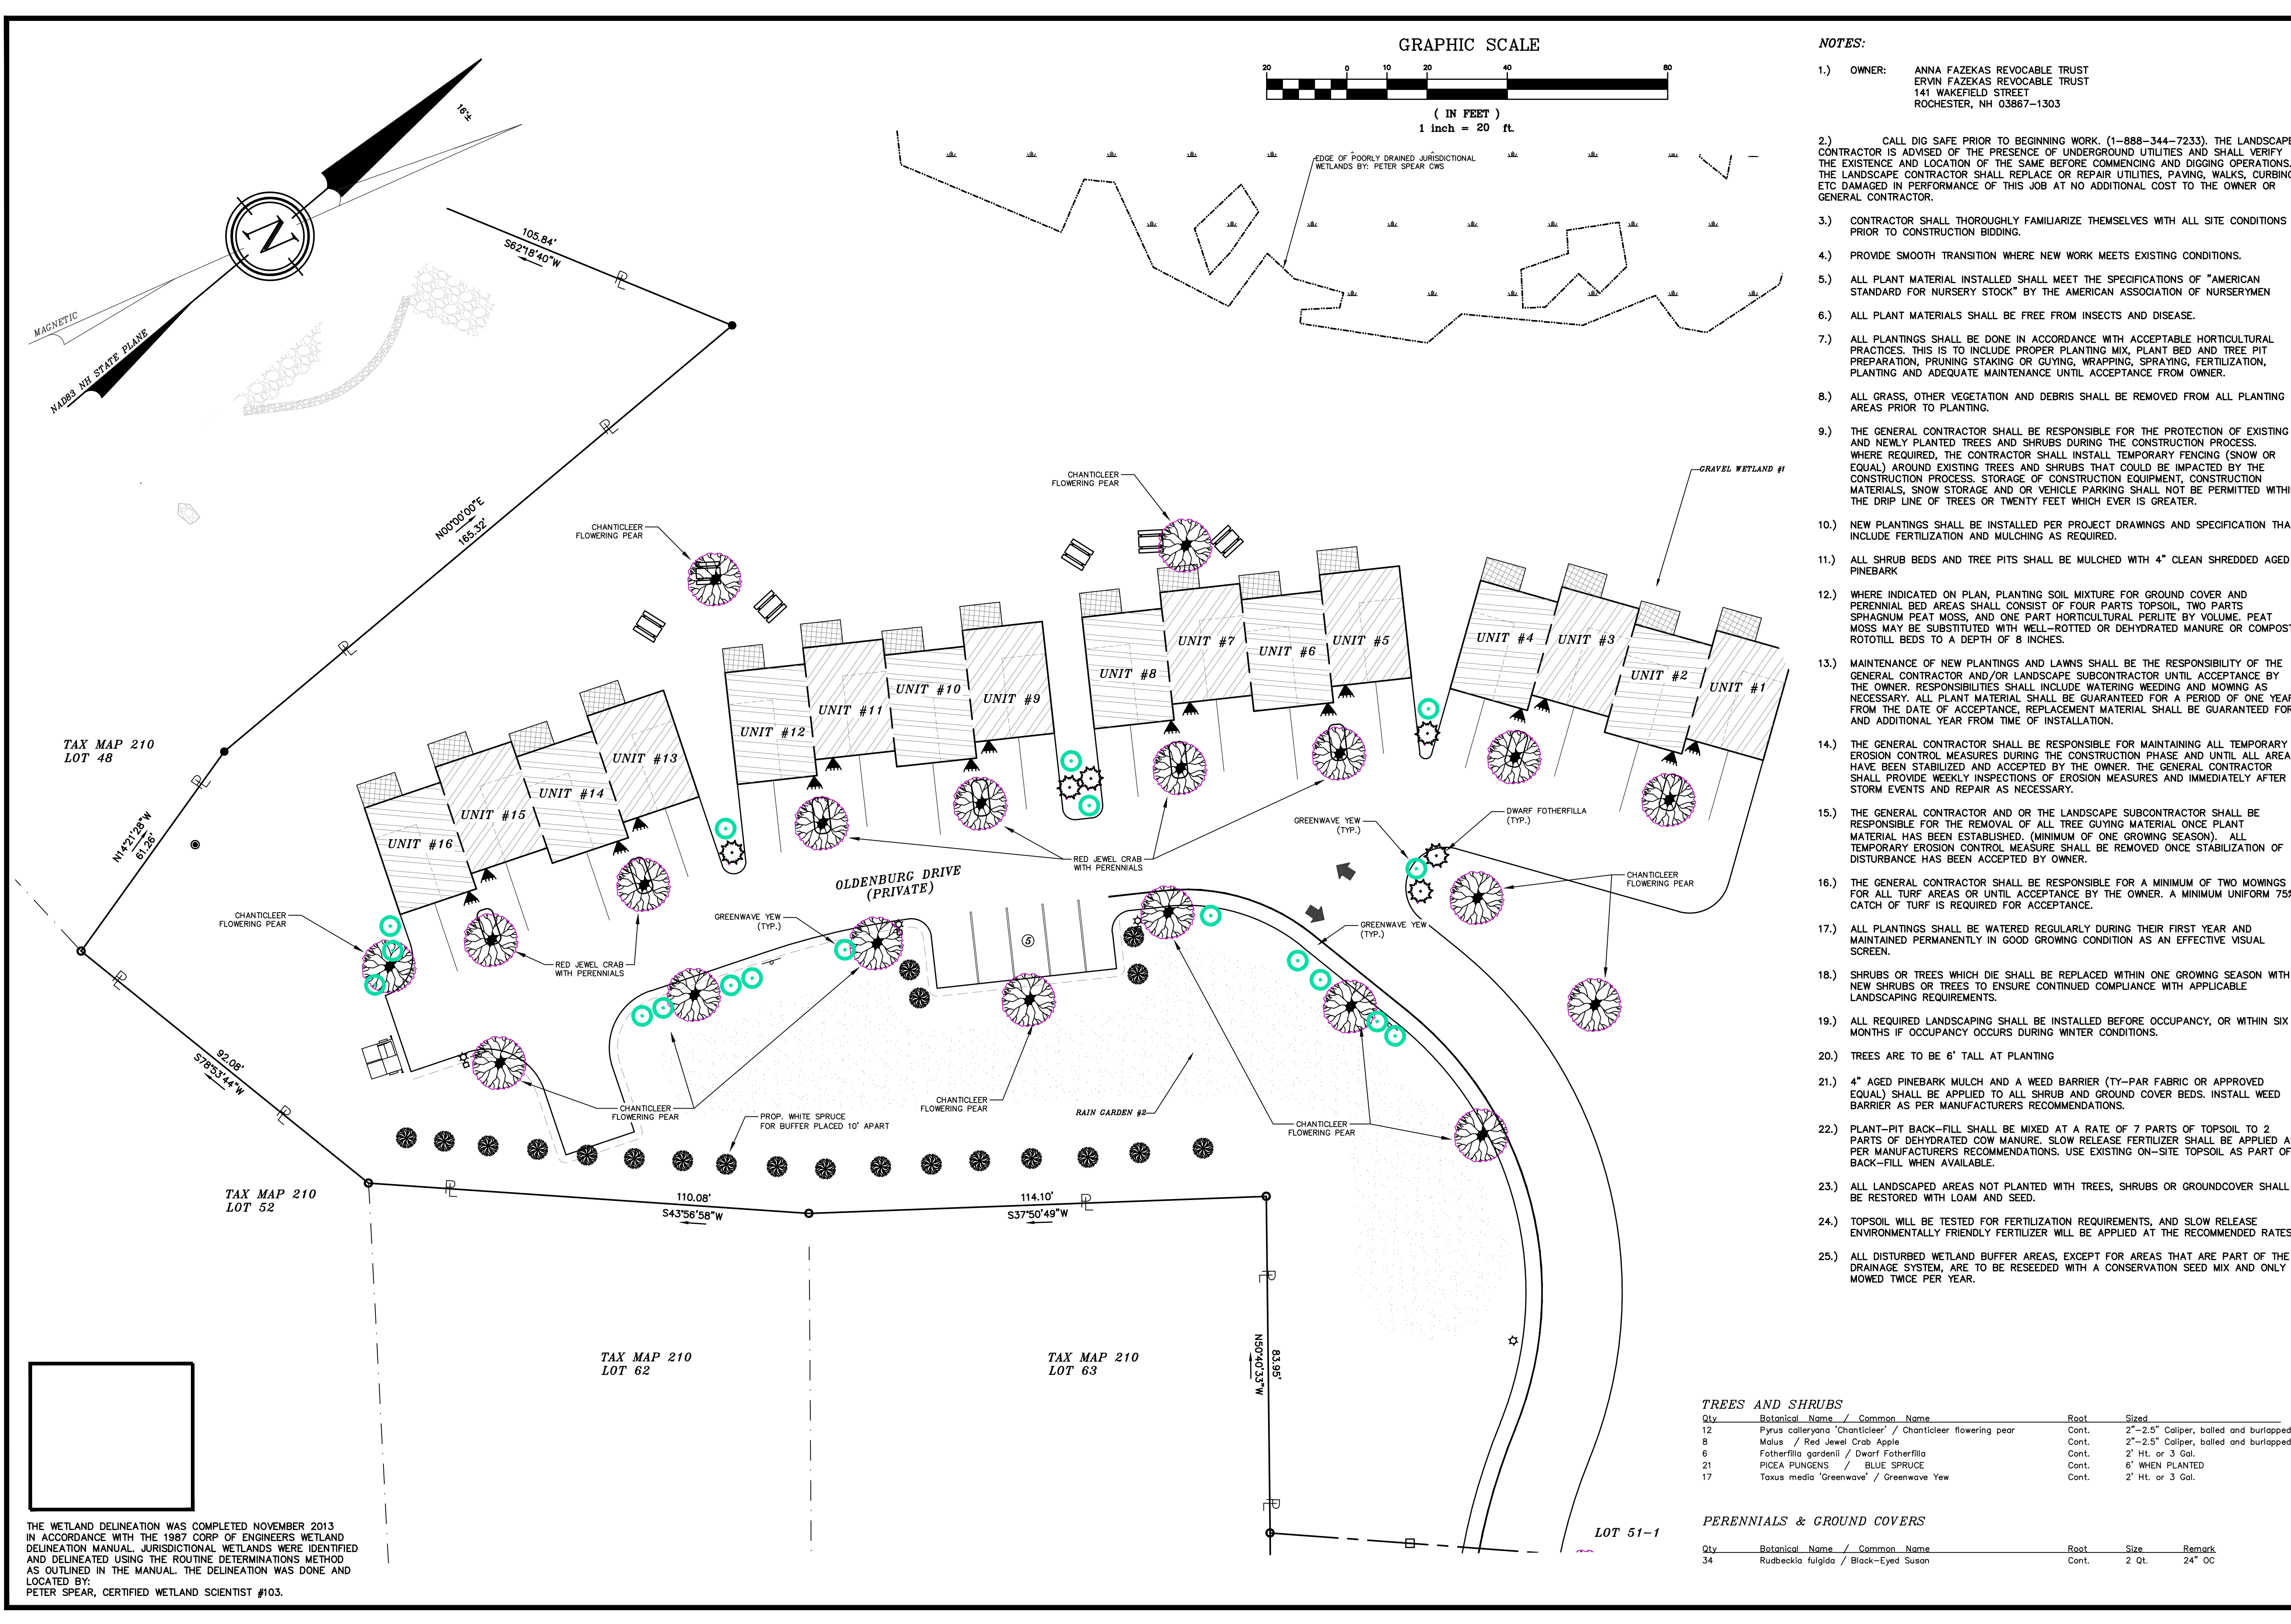 GRAPHIC SCALE
20 0 10 20 40 80
( IN FEET )
1 inch = 20 ft.
16°±
N
MAGNETIC
NAD83 NH STATE PLANE
105.84'
S62°18'40"W
EDGE OF POORLY DRAINED JURISDICTIONAL
WETLANDS BY: PETER SPEAR CWS
N00°00'00"E
165.32'
CHANTICLEER
FLOWERING PEAR
CHANTICLEER
FLOWERING PEAR
GRAVEL WETLAND #1
UNIT #1
UNIT #2
UNIT #3
UNIT #4
UNIT #5
UNIT #6
UNIT #7
UNIT #8
UNIT #9
UNIT #10
UNIT #11
UNIT #12
UNIT #13
UNIT #14
UNIT #15
UNIT #16
TAX MAP 210
LOT 48
N14°21'28"W
61.26'
DWARF FOTHERFILLA
(TYP.)
GREENWAVE YEW
(TYP.)
RED JEWEL CRAB
WITH PERENNIALS
OLDENBURG DRIVE
(PRIVATE)
CHANTICLEER
FLOWERING PEAR
CHANTICLEER
FLOWERING PEAR
GREENWAVE YEW
(TYP.)
GREENWAVE YEW
(TYP.)
5
RED JEWEL CRAB
WITH PERENNIALS
92.08'
S78°53'44"W
CHANTICLEER
FLOWERING PEAR
CHANTICLEER
FLOWERING PEAR
PROP. WHITE SPRUCE
FOR BUFFER PLACED 10' APART
RAIN GARDEN #2
CHANTICLEER
FLOWERING PEAR
TAX MAP 210
LOT 52
110.08'
S43°56'58"W
114.10'
S37°50'49"W
TAX MAP 210
LOT 62
TAX MAP 210
LOT 63
N50°40'33"W
83.95'
LOT 51-1
THE WETLAND DELINEATION WAS COMPLETED NOVEMBER 2013
IN ACCORDANCE WITH THE 1987 CORP OF ENGINEERS WETLAND
DELINEATION MANUAL. JURISDICTIONAL WETLANDS WERE IDENTIFIED
AND DELINEATED USING THE ROUTINE DETERMINATIONS METHOD
AS OUTLINED IN THE MANUAL. THE DELINEATION WAS DONE AND
LOCATED BY:
PETER SPEAR, CERTIFIED WETLAND SCIENTIST #103.
NOTES:
1.) OWNER: ANNA FAZEKAS REVOCABLE TRUST
ERVIN FAZEKAS REVOCABLE TRUST
141 WAKEFIELD STREET
ROCHESTER, NH 03867-1303
2.) CALL DIG SAFE PRIOR TO BEGINNING WORK. (1-888-344-7233). THE LANDSCAPE
CONTRACTOR IS ADVISED OF THE PRESENCE OF UNDERGROUND UTILITIES AND SHALL VERIFY
THE EXISTENCE AND LOCATION OF THE SAME BEFORE COMMENCING AND DIGGING OPERATIONS.
THE LANDSCAPE CONTRACTOR SHALL REPLACE OR REPAIR UTILITIES, PAVING, WALKS, CURBING
ETC DAMAGED IN PERFORMANCE OF THIS JOB AT NO ADDITIONAL COST TO THE OWNER OR
GENERAL CONTRACTOR.
3.) CONTRACTOR SHALL THOROUGHLY FAMILIARIZE THEMSELVES WITH ALL SITE CONDITIONS
PRIOR TO CONSTRUCTION BIDDING.
4.) PROVIDE SMOOTH TRANSITION WHERE NEW WORK MEETS EXISTING CONDITIONS.
5.) ALL PLANT MATERIAL INSTALLED SHALL MEET THE SPECIFICATIONS OF "AMERICAN
STANDARD FOR NURSERY STOCK" BY THE AMERICAN ASSOCIATION OF NURSERYMEN
6.) ALL PLANT MATERIALS SHALL BE FREE FROM INSECTS AND DISEASE.
7.) ALL PLANTINGS SHALL BE DONE IN ACCORDANCE WITH ACCEPTABLE HORTICULTURAL
PRACTICES. THIS IS TO INCLUDE PROPER PLANTING MIX, PLANT BED AND TREE PIT
PREPARATION, PRUNING STAKING OR GUYING, WRAPPING, SPRAYING, FERTILIZATION,
PLANTING AND ADEQUATE MAINTENANCE UNTIL ACCEPTANCE FROM OWNER.
8.) ALL GRASS, OTHER VEGETATION AND DEBRIS SHALL BE REMOVED FROM ALL PLANTING
AREAS PRIOR TO PLANTING.
9.) THE GENERAL CONTRACTOR SHALL BE RESPONSIBLE FOR THE PROTECTION OF EXISTING
AND NEWLY PLANTED TREES AND SHRUBS DURING THE CONSTRUCTION PROCESS.
WHERE REQUIRED, THE CONTRACTOR SHALL INSTALL TEMPORARY FENCING (SNOW OR
EQUAL) AROUND EXISTING TREES AND SHRUBS THAT COULD BE IMPACTED BY THE
CONSTRUCTION PROCESS. STORAGE OF CONSTRUCTION EQUIPMENT, CONSTRUCTION
MATERIALS, SNOW STORAGE AND OR VEHICLE PARKING SHALL NOT BE PERMITTED WITHI
THE DRIP LINE OF TREES OR TWENTY FEET WHICH EVER IS GREATER.
10.) NEW PLANTINGS SHALL BE INSTALLED PER PROJECT DRAWINGS AND SPECIFICATION THA
INCLUDE FERTILIZATION AND MULCHING AS REQUIRED.
11.) ALL SHRUB BEDS AND TREE PITS SHALL BE MULCHED WITH 4" CLEAN SHREDDED AGED
PINEBARK
12.) WHERE INDICATED ON PLAN, PLANTING SOIL MIXTURE FOR GROUND COVER AND
PERENNIAL BED AREAS SHALL CONSIST OF FOUR PARTS TOPSOIL, TWO PARTS
SPHAGNUM PEAT MOSS, AND ONE PART HORTICULTURAL PERLITE BY VOLUME. PEAT
MOSS MAY BE SUBSTITUTED WITH WELL-ROTTED OR DEHYDRATED MANURE OR COMPOST
ROTOTILL BEDS TO A DEPTH OF 8 INCHES.
13.) MAINTENANCE OF NEW PLANTINGS AND LAWNS SHALL BE THE RESPONSIBILITY OF THE
GENERAL CONTRACTOR AND/OR LANDSCAPE SUBCONTRACTOR UNTIL ACCEPTANCE BY
THE OWNER. RESPONSIBILITIES SHALL INCLUDE WATERING WEEDING AND MOWING AS
NECESSARY. ALL PLANT MATERIAL SHALL BE GUARANTEED FOR A PERIOD OF ONE YEAR
FROM THE DATE OF ACCEPTANCE, REPLACEMENT MATERIAL SHALL BE GUARANTEED FOR
AND ADDITIONAL YEAR FROM TIME OF INSTALLATION.
14.) THE GENERAL CONTRACTOR SHALL BE RESPONSIBLE FOR MAINTAINING ALL TEMPORARY
EROSION CONTROL MEASURES DURING THE CONSTRUCTION PHASE AND UNTIL ALL AREA
HAVE BEEN STABILIZED AND ACCEPTED BY THE OWNER. THE GENERAL CONTRACTOR
SHALL PROVIDE WEEKLY INSPECTIONS OF EROSION MEASURES AND IMMEDIATELY AFTER
STORM EVENTS AND REPAIR AS NECESSARY.
15.) THE GENERAL CONTRACTOR AND OR THE LANDSCAPE SUBCONTRACTOR SHALL BE
RESPONSIBLE FOR THE REMOVAL OF ALL TREE GUYING MATERIAL ONCE PLANT
MATERIAL HAS BEEN ESTABLISHED. (MINIMUM OF ONE GROWING SEASON). ALL
TEMPORARY EROSION CONTROL MEASURE SHALL BE REMOVED ONCE STABILIZATION OF
DISTURBANCE HAS BEEN ACCEPTED BY OWNER.
16.) THE GENERAL CONTRACTOR SHALL BE RESPONSIBLE FOR A MINIMUM OF TWO MOWINGS
FOR ALL TURF AREAS OR UNTIL ACCEPTANCE BY THE OWNER. A MINIMUM UNIFORM 75%
CATCH OF TURF IS REQUIRED FOR ACCEPTANCE.
17.) ALL PLANTINGS SHALL BE WATERED REGULARLY DURING THEIR FIRST YEAR AND
MAINTAINED PERMANENTLY IN GOOD GROWING CONDITION AS AN EFFECTIVE VISUAL
SCREEN.
18.) SHRUBS OR TREES WHICH DIE SHALL BE REPLACED WITHIN ONE GROWING SEASON WITH
NEW SHRUBS OR TREES TO ENSURE CONTINUED COMPLIANCE WITH APPLICABLE
LANDSCAPING REQUIREMENTS.
19.) ALL REQUIRED LANDSCAPING SHALL BE INSTALLED BEFORE OCCUPANCY, OR WITHIN SIX
MONTHS IF OCCUPANCY OCCURS DURING WINTER CONDITIONS.
20.) TREES ARE TO BE 6' TALL AT PLANTING
21.) 4" AGED PINEBARK MULCH AND A WEED BARRIER (TY-PAR FABRIC OR APPROVED
EQUAL) SHALL BE APPLIED TO ALL SHRUB AND GROUND COVER BEDS. INSTALL WEED
BARRIER AS PER MANUFACTURERS RECOMMENDATIONS.
22.) PLANT-PIT BACK-FILL SHALL BE MIXED AT A RATE OF 7 PARTS OF TOPSOIL TO 2
PARTS OF DEHYDRATED COW MANURE. SLOW RELEASE FERTILIZER SHALL BE APPLIED A
PER MANUFACTURERS RECOMMENDATIONS. USE EXISTING ON-SITE TOPSOIL AS PART OF
BACK-FILL WHEN AVAILABLE.
23.) ALL LANDSCAPED AREAS NOT PLANTED WITH TREES, SHRUBS OR GROUNDCOVER SHALL
BE RESTORED WITH LOAM AND SEED.
24.) TOPSOIL WILL BE TESTED FOR FERTILIZATION REQUIREMENTS, AND SLOW RELEASE
ENVIRONMENTALLY FRIENDLY FERTILIZER WILL BE APPLIED AT THE RECOMMENDED RATES
25.) ALL DISTURBED WETLAND BUFFER AREAS, EXCEPT FOR AREAS THAT ARE PART OF THE
DRAINAGE SYSTEM, ARE TO BE RESEEDED WITH A CONSERVATION SEED MIX AND ONLY
MOWED TWICE PER YEAR.
TREES AND SHRUBS
Qty Botanical Name / Common Name Root Sized
12 Pyrus calleryana 'Chanticleer' / Chanticleer flowering pear Cont. 2"-2.5" Caliper, balled and burlapped
8 Malus / Red Jewel Crab Apple Cont. 2"-2.5" Caliper, balled and burlapped
6 Fotherfilla gardenii / Dwarf Fotherfilla Cont. 2' Ht. or 3 Gal.
21 PICEA PUNGENS / BLUE SPRUCE Cont. 6' WHEN PLANTED
17 Taxus media 'Greenwave' / Greenwave Yew Cont. 2' Ht. or 3 Gal.
PERENNIALS & GROUND COVERS
Qty Botanical Name / Common Name Root Size Remark
34 Rudbeckia fulgida / Black-Eyed Susan Cont. 2 Qt. 24" OC